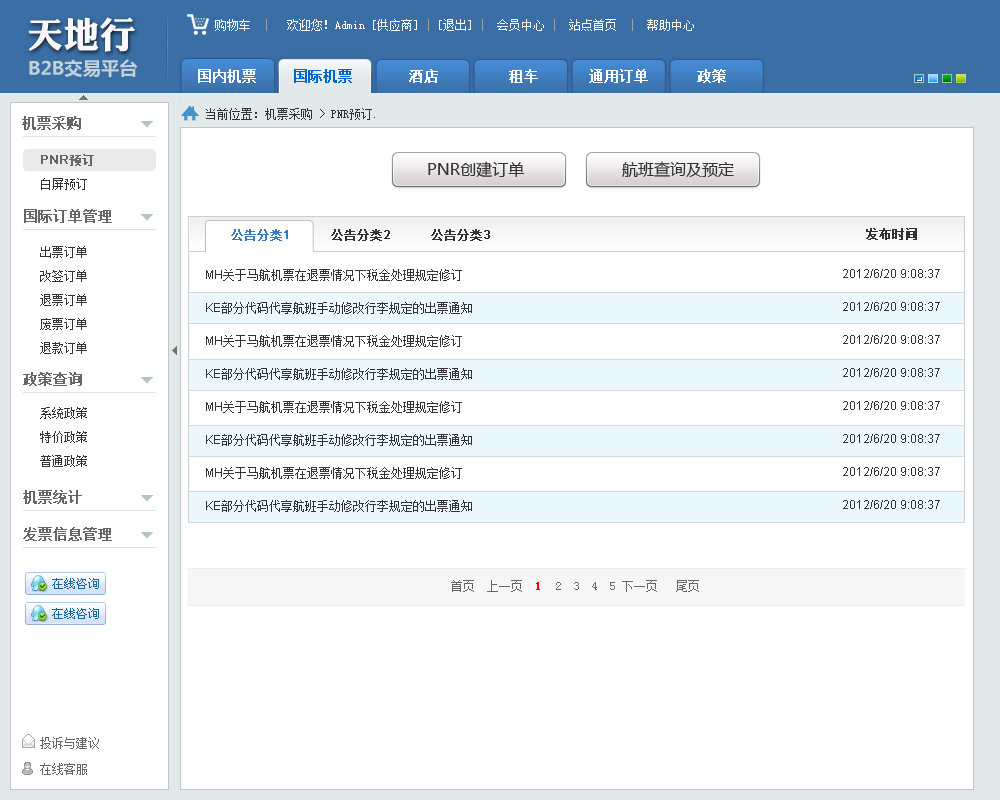 天地行
B2B交易平台
购物车 | 欢迎您! Admin [供应商] | [退出] | 会员中心 | 站点首页 | 帮助中心
国内机票 国际机票 酒店 租车 通用订单 政策
当前位置: 机票采购 > PNR预订.
机票采购
PNR预订
白屏预订
国际订单管理
出票订单
改签订单
退票订单
废票订单
退款订单
政策查询
系统政策
特价政策
普通政策
机票统计
发票信息管理
在线咨询
在线咨询
投诉与建议
在线客服
PNR创建订单 航班查询及预定
公告分类1 公告分类2 公告分类3 发布时间
MH关于马航机票在退票情况下税金处理规定修订 2012/6/20 9:08:37
KE部分代码代享航班手动修改行李规定的出票通知 2012/6/20 9:08:37
MH关于马航机票在退票情况下税金处理规定修订 2012/6/20 9:08:37
KE部分代码代享航班手动修改行李规定的出票通知 2012/6/20 9:08:37
MH关于马航机票在退票情况下税金处理规定修订 2012/6/20 9:08:37
KE部分代码代享航班手动修改行李规定的出票通知 2012/6/20 9:08:37
MH关于马航机票在退票情况下税金处理规定修订 2012/6/20 9:08:37
KE部分代码代享航班手动修改行李规定的出票通知 2012/6/20 9:08:37
首页 上一页 1 2 3 4 5 下一页 尾页